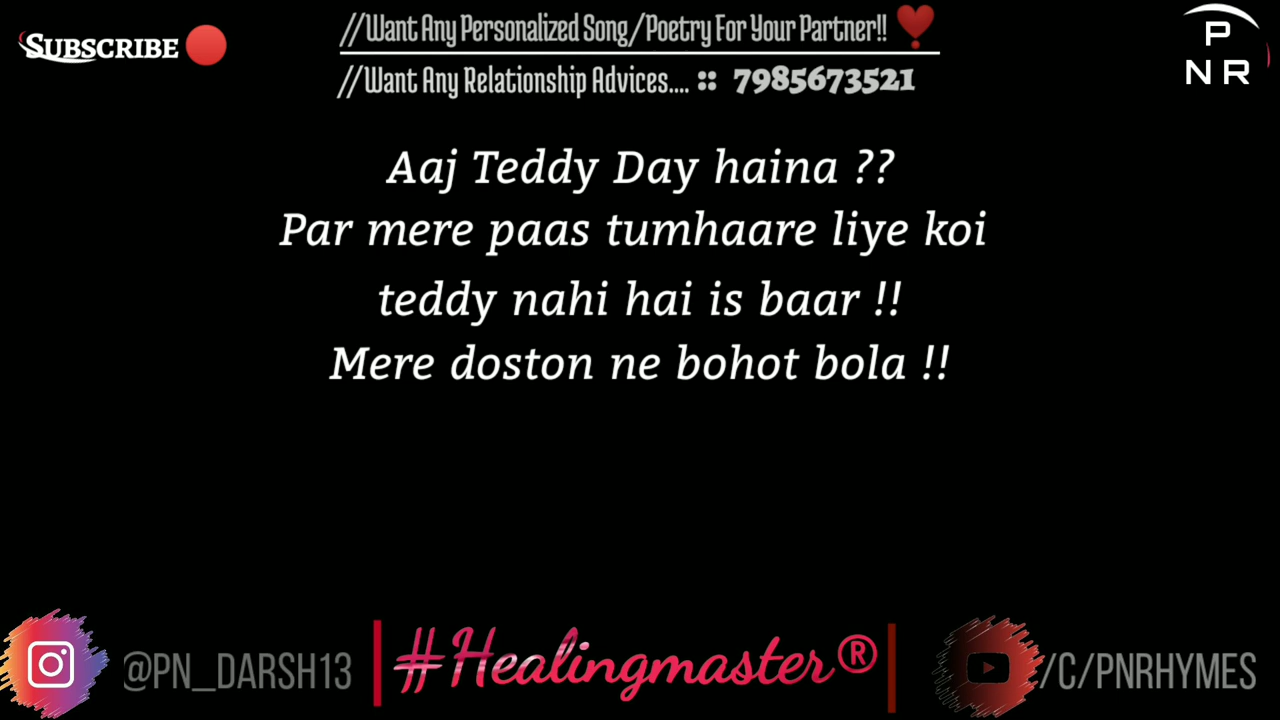 SUBSCRIBE
//Want Any Personalized Song/Poetry For Your Partner!! ❣
//Want Any Relationship Advices.... :: 7985673521
P
NR
Aaj Teddy Day haina ??
Par mere paas tumhaare liye koi
teddy nahi hai is baar !!
Mere doston ne bohot bola !!
@PN_DARSH13
#Healingmaster®
/C/PNRHYMES